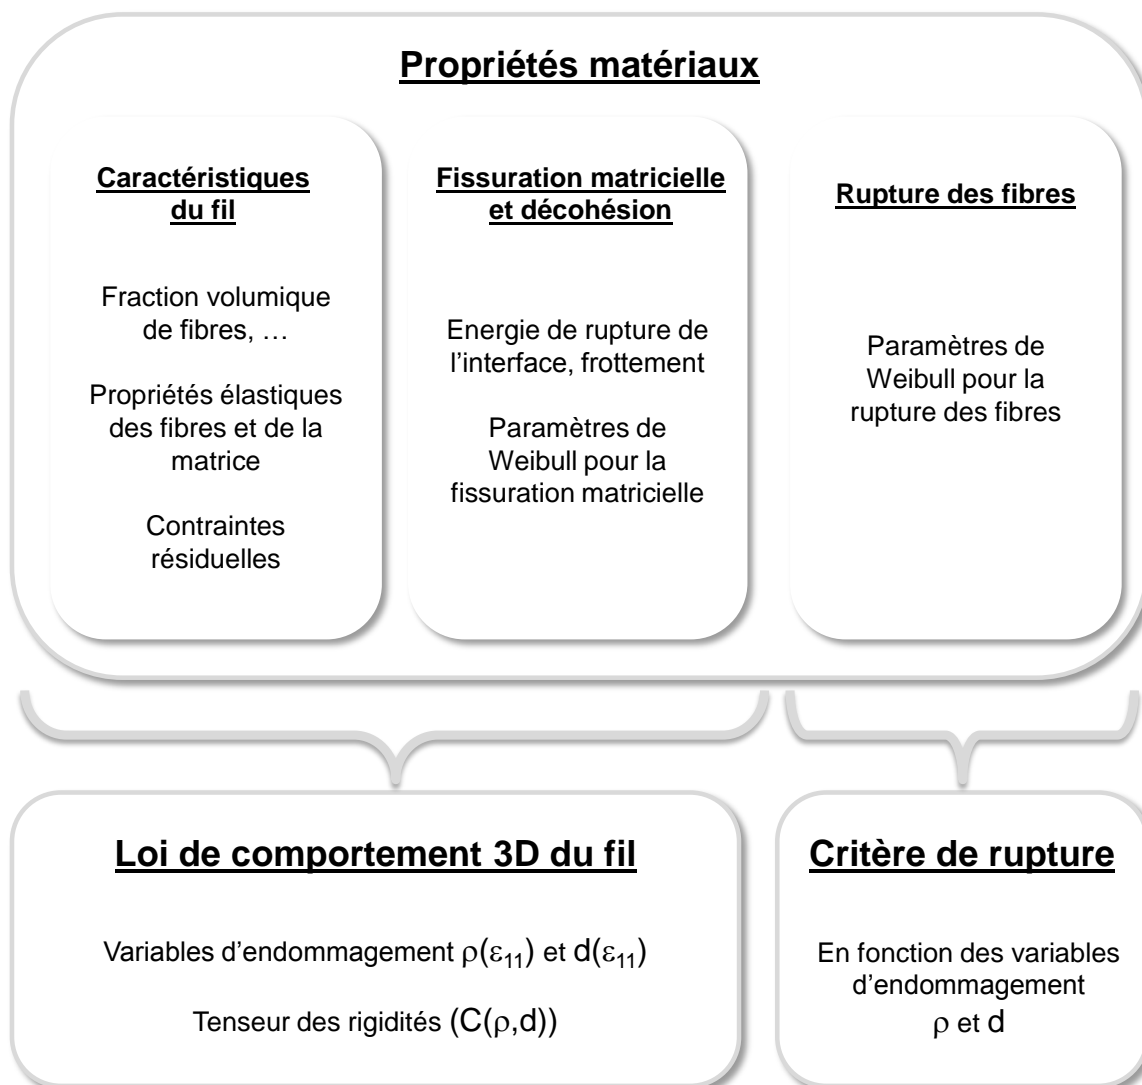 Propriétés matériaux
Caractéristiques
du fil
Fraction volumique
de fibres, …
Propriétés élastiques
des fibres et de la
matrice
Contraintes
résiduelles
Fissuration matricielle
et décohésion
Energie de rupture de
l’interface, frottement
Paramètres de
Weibull pour la
fissuration matricielle
Rupture des fibres
Paramètres de
Weibull pour la
rupture des fibres
Loi de comportement 3D du fil
Variables d’endommagement ρ(ε₁₁) et d(ε₁₁)
Tenseur des rigidités (C(ρ,d))
Critère de rupture
En fonction des variables
d’endommagement
ρ et d